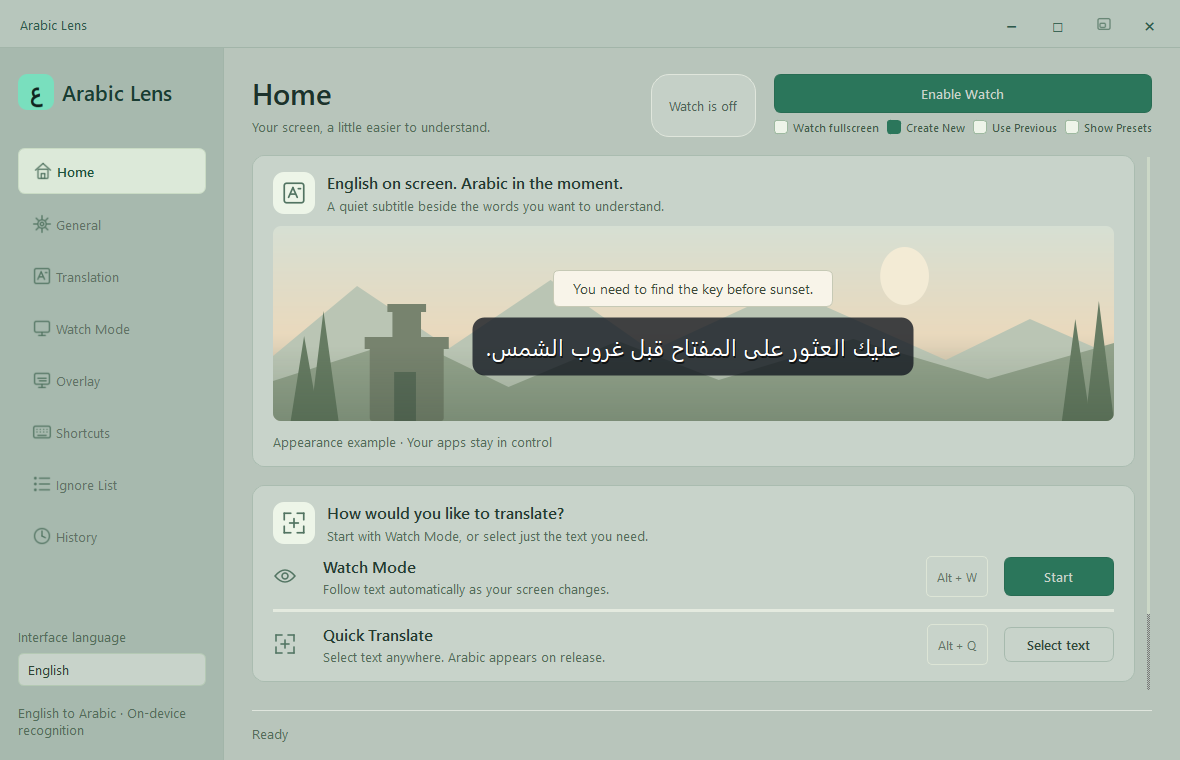 Arabic Lens
ع
Arabic Lens
Home
General
Translation
Watch Mode
Overlay
Shortcuts
Ignore List
History
Interface language
English
English to Arabic · On-device
recognition
Home
Your screen, a little easier to understand.
Watch is off
Enable Watch
Watch fullscreen
Create New
Use Previous
Show Presets
English on screen. Arabic in the moment.
A quiet subtitle beside the words you want to understand.
You need to find the key before sunset.
عليك العثور على المفتاح قبل غروب الشمس.
Appearance example · Your apps stay in control
How would you like to translate?
Start with Watch Mode, or select just the text you need.
Watch Mode
Follow text automatically as your screen changes.
Alt + W
Start
Quick Translate
Select text anywhere. Arabic appears on release.
Alt + Q
Select text
Ready